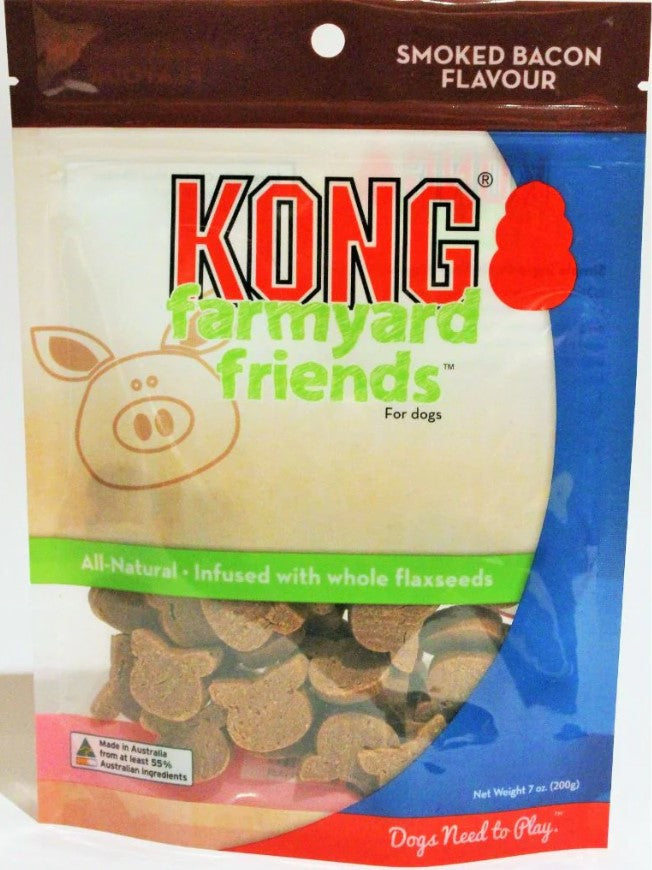 SMOKED BACON
FLAVOUR
KONG®
farmyard
friends™
For dogs
All-Natural • Infused with whole flaxseeds
Made in Australia
from at least 55%
Australian ingredients
Net Weight 7 oz. (200g)
Dogs Need to Play.™